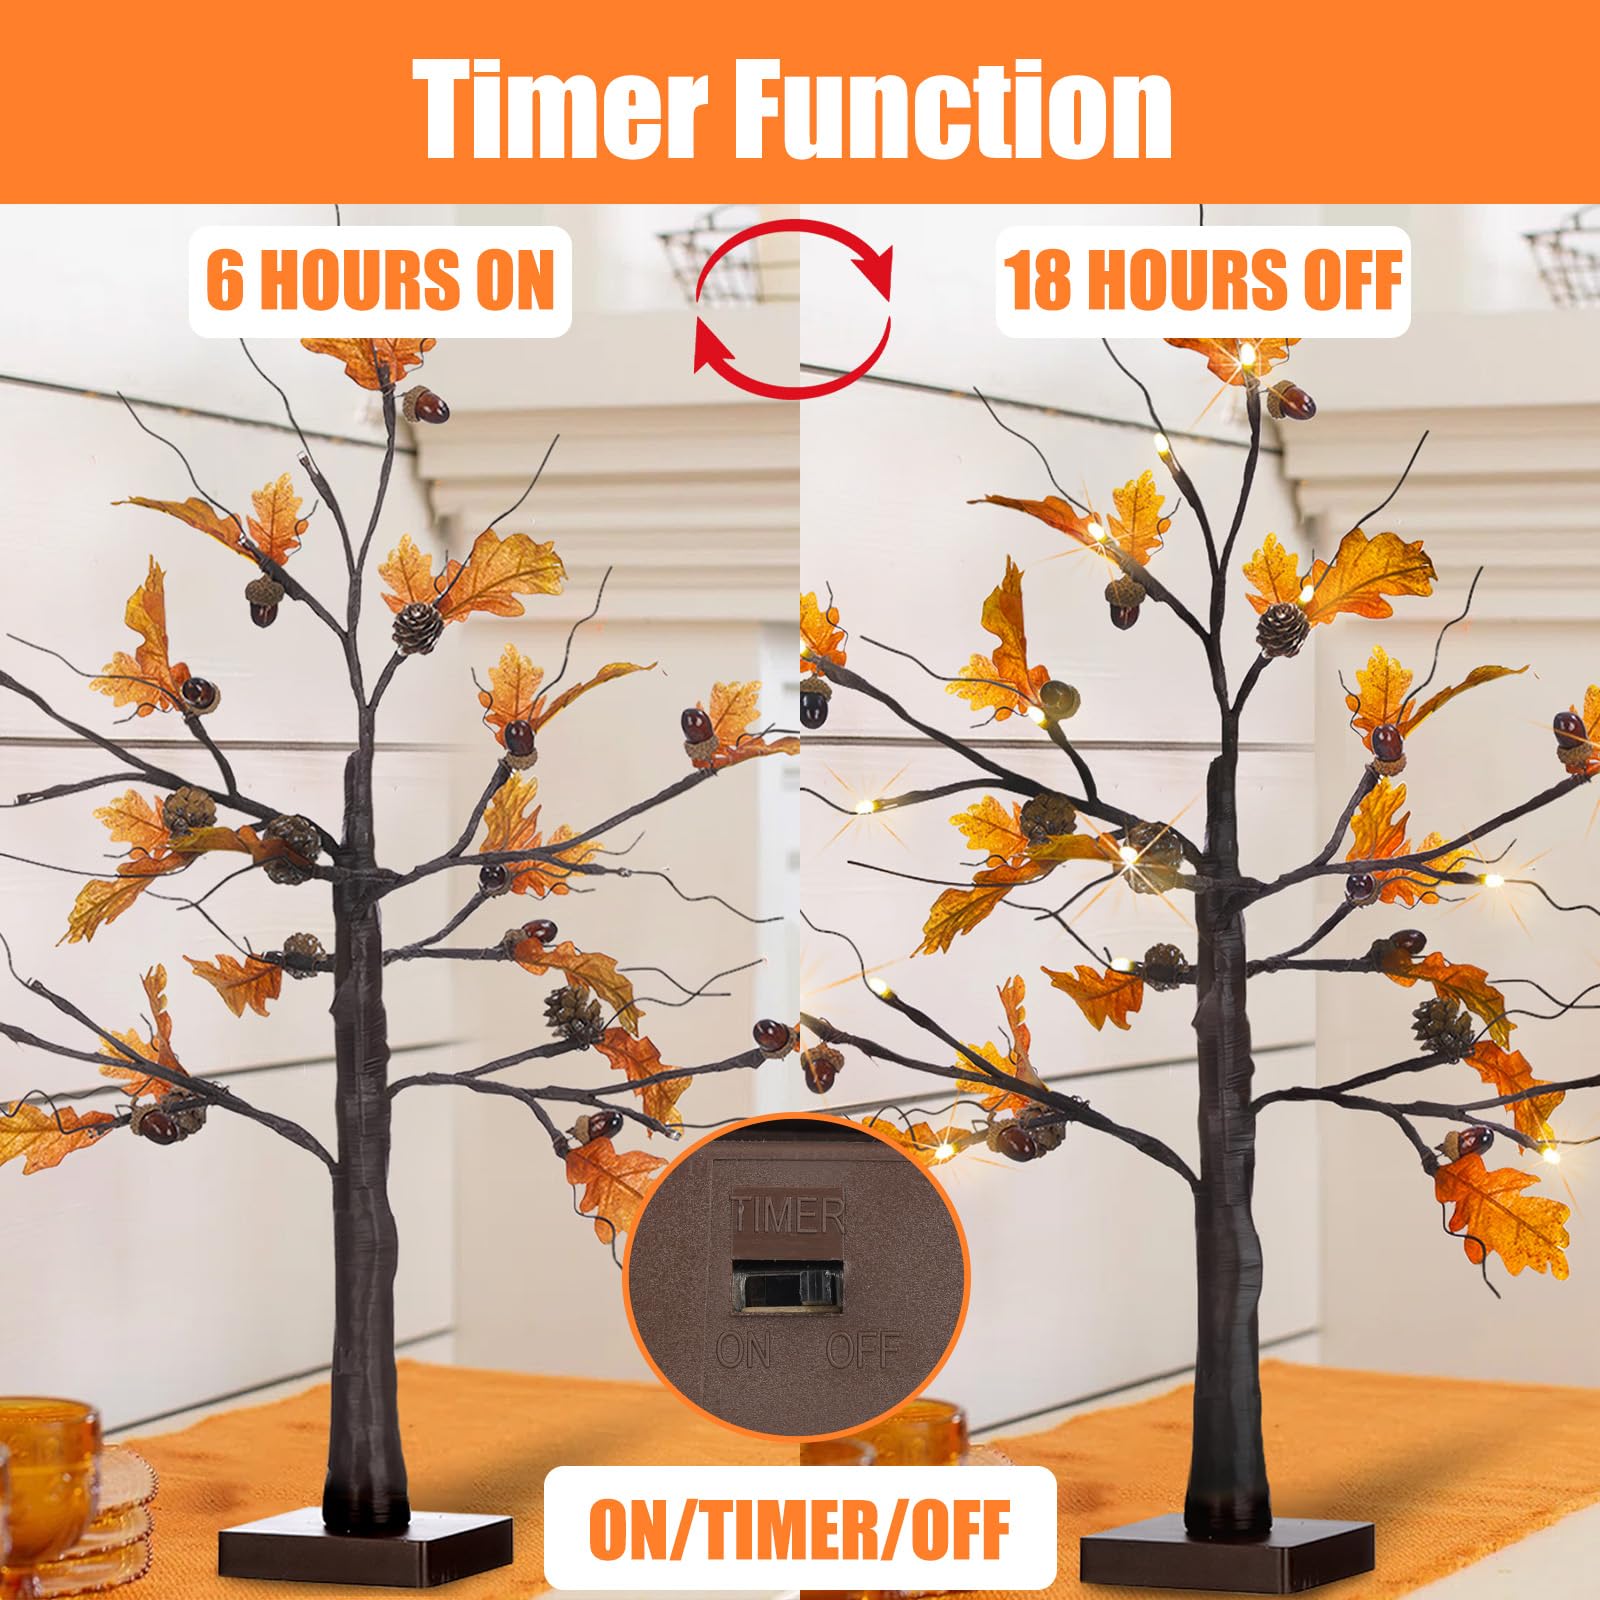 Timer Function
6 HOURS ON
18 HOURS OFF
TIMER
ON OFF
ON/TIMER/OFF